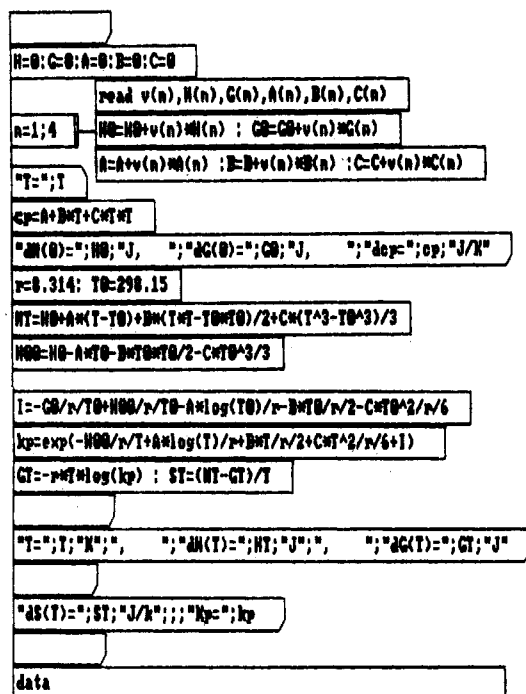 H=0:G=0:A=0:B=0:C=0
read v(n),H(n),G(n),A(n),B(n),C(n)
n=1;4
H0=H0+v(n)*H(n) : G0=G0+v(n)*G(n)
A=A+v(n)*A(n) :B=B+v(n)*B(n) :C=C+v(n)*C(n)
"T=";T
cp=A+B*T+C*T*T
"dH(0)=";H0;"J, ";"dG(0)=";G0;"J, ";"dcp=";cp;"J/K"
r=8.314: T0=298.15
HT=H0+A*(T-T0)+B*(T*T-T0*T0)/2+C*(T^3-T0^3)/3
H00=H0-A*T0-B*T0*T0/2-C*T0^3/3
I=-G0/r/T0+H00/r/T0-A*log(T0)/r-B*T0/r/2-C*T0^2/r/6
kp=exp(-H00/r/T+A*log(T)/r+B*T/r/2+C*T^2/r/6+I)
GT=-r*T*log(kp) : ST=(HT-GT)/T
"T=";T;"K";", ";"dH(T)=";HT;"J";", ";"dG(T)=";GT;"J"
"dS(T)=";ST;"J/k";;;"Kp=";kp
data